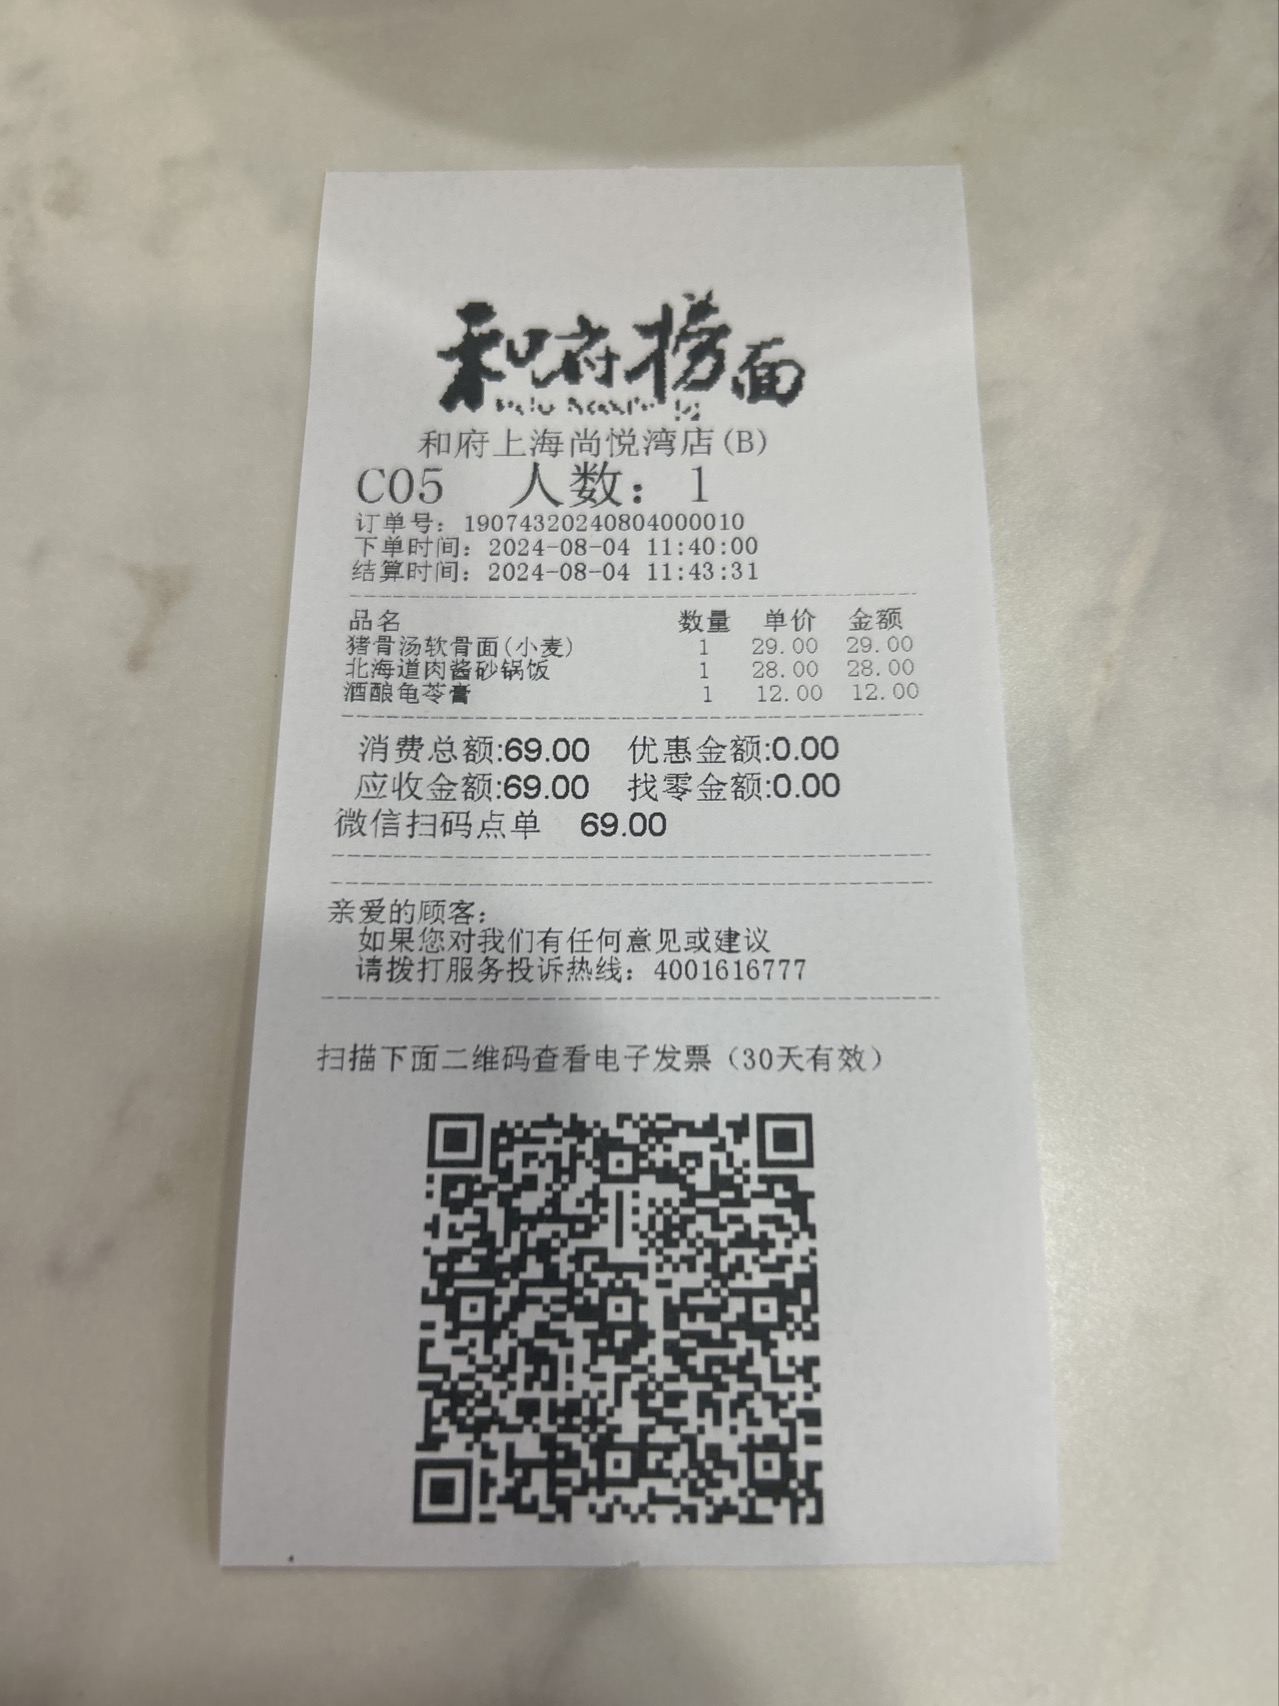 和府捞面
和府上海尚悦湾店(B)
C05 人数：1
订单号：19074320240804000010
下单时间：2024-08-04 11:40:00
结算时间：2024-08-04 11:43:31
品名 数量 单价 金额
猪骨汤软骨面(小麦) 1 29.00 29.00
北海道肉酱砂锅饭 1 28.00 28.00
酒酿龟苓膏 1 12.00 12.00
消费总额:69.00 优惠金额:0.00
应收金额:69.00 找零金额:0.00
微信扫码点单 69.00
亲爱的顾客：
如果您对我们有任何意见或建议
请拨打服务投诉热线：4001616777
扫描下面二维码查看电子发票（30天有效）